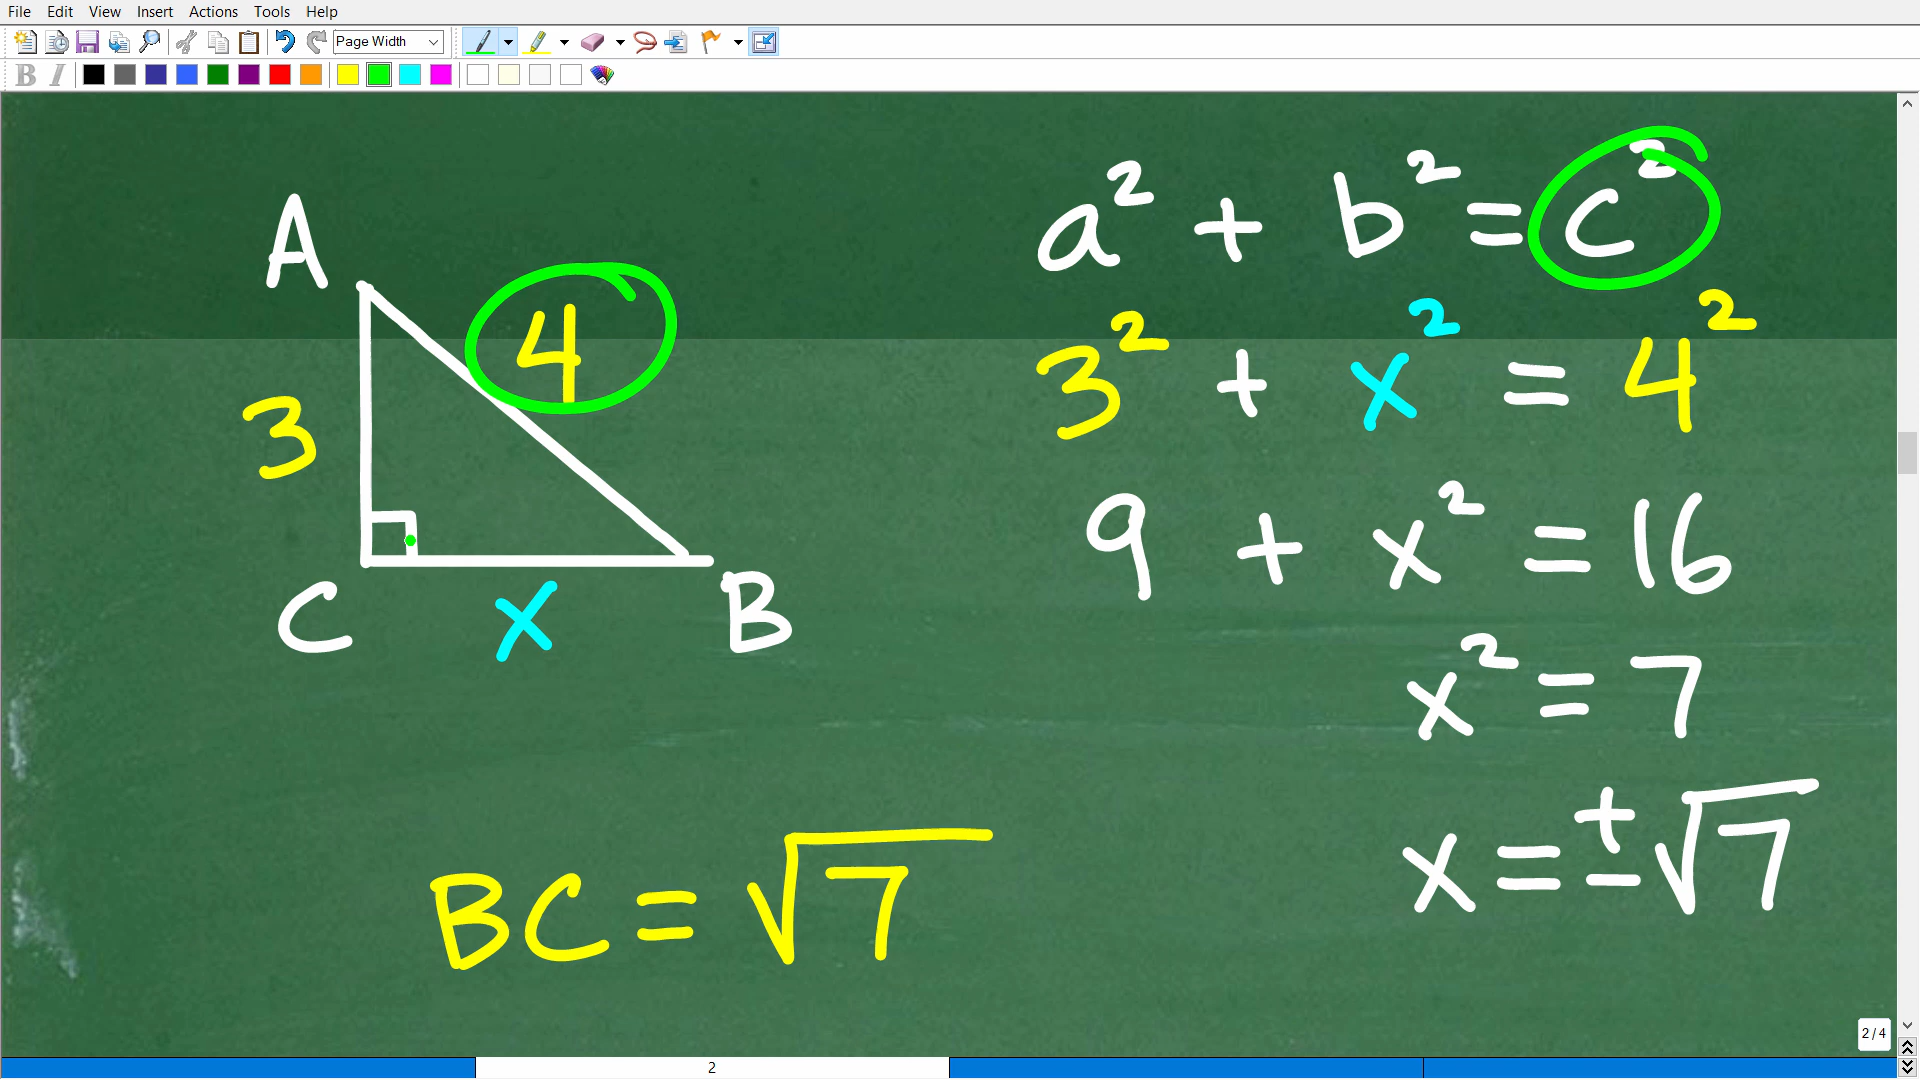 File Edit View Insert Actions Tools Help
Page Width
B I
A
4
3
C
x
B
a² + b² = c²
3² + x² = 4²
9 + x² = 16
x² = 7
x = ±√7
BC = √7
2 / 4
2